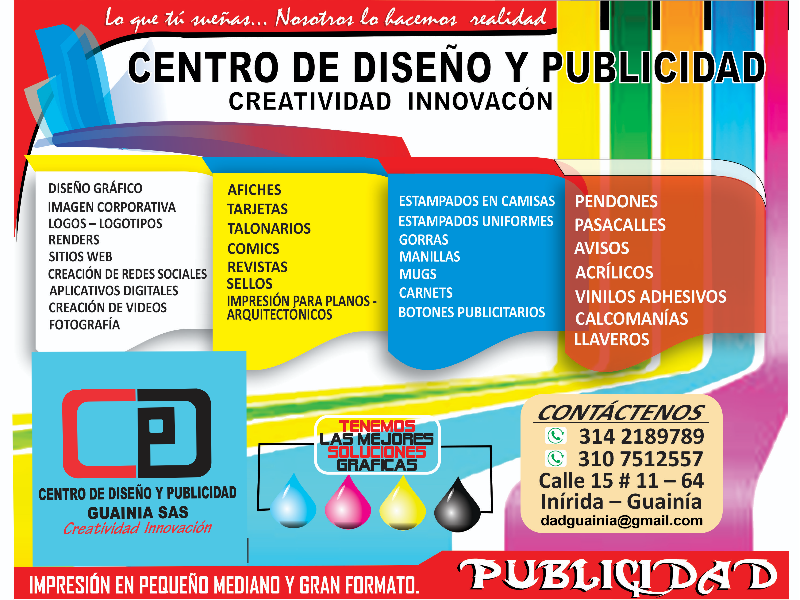 Lo que tú sueñas... Nosotros lo hacemos realidad
CENTRO DE DISEÑO Y PUBLICIDAD
CREATIVIDAD INNOVACÓN
DISEÑO GRÁFICO
IMAGEN CORPORATIVA
LOGOS – LOGOTIPOS
RENDERS
SITIOS WEB
CREACIÓN DE REDES SOCIALES
APLICATIVOS DIGITALES
CREACIÓN DE VIDEOS
FOTOGRAFÍA
AFICHES
TARJETAS
TALONARIOS
COMICS
REVISTAS
SELLOS
IMPRESIÓN PARA PLANOS -
ARQUITECTÓNICOS
ESTAMPADOS EN CAMISAS
ESTAMPADOS UNIFORMES
GORRAS
MANILLAS
MUGS
CARNETS
BOTONES PUBLICITARIOS
PENDONES
PASACALLES
AVISOS
ACRÍLICOS
VINILOS ADHESIVOS
CALCOMANÍAS
LLAVEROS
CPD
CENTRO DE DISEÑO Y PUBLICIDAD
GUAINIA SAS
Creatividad Innovación
TENEMOS
LAS MEJORES
SOLUCIONES
GRAFICAS
CONTÁCTENOS
314 2189789
310 7512557
Calle 15 # 11 – 64
Inírida – Guainía
dadguainia@gmail.com
IMPRESIÓN EN PEQUEÑO MEDIANO Y GRAN FORMATO.
PUBLICIDAD